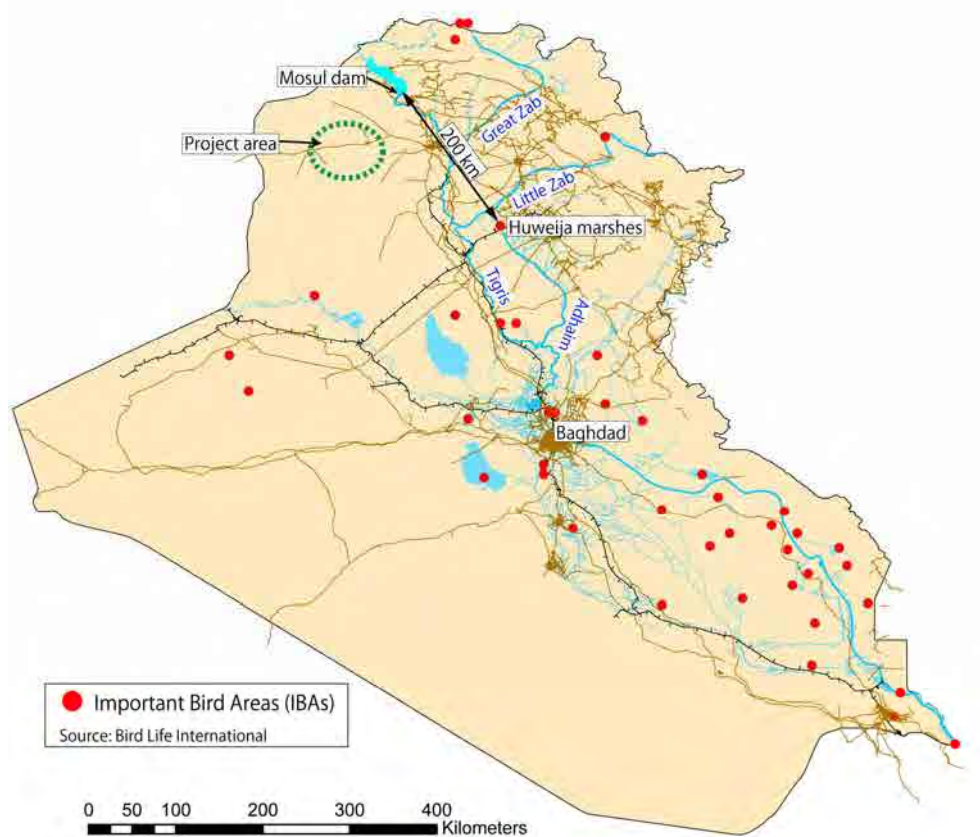 Mosul dam
Great Zab
Project area
200 km
Little Zab
Huweija marshes
Tigris
Adhaim
Baghdad
Important Bird Areas (IBAs)
Source: Bird Life International
0 50 100 200 300 400
Kilometers